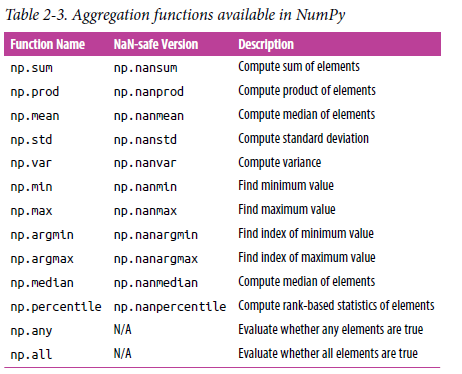 Table 2-3. Aggregation functions available in NumPy
Function Name NaN-safe Version Description
np.sum np.nansum Compute sum of elements
np.prod np.nanprod Compute product of elements
np.mean np.nanmean Compute median of elements
np.std np.nanstd Compute standard deviation
np.var np.nanvar Compute variance
np.min np.nanmin Find minimum value
np.max np.nanmax Find maximum value
np.argmin np.nanargmin Find index of minimum value
np.argmax np.nanargmax Find index of maximum value
np.median np.nanmedian Compute median of elements
np.percentile np.nanpercentile Compute rank-based statistics of elements
np.any N/A Evaluate whether any elements are true
np.all N/A Evaluate whether all elements are true